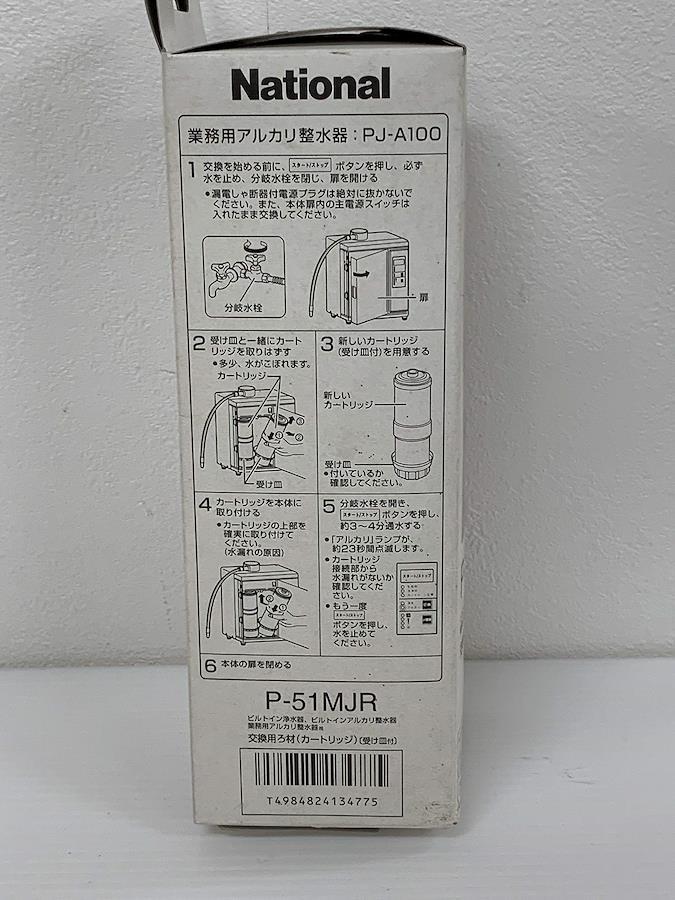 National
業務用アルカリ整水器：PJ-A100
1 交換を始める前に、スタート/ストップ ボタンを押し、必ず
水を止め、分岐水栓を閉じ、扉を開ける
●漏電しゃ断器付電源プラグは絶対に抜かないで
ください。また、本体扉内の主電源スイッチは
入れたまま交換してください。
分岐水栓
扉
2 受け皿と一緒にカート
リッジを取りはずす
●多少、水がこぼれます。
カートリッジ
受け皿
3 新しいカートリッジ
(受け皿付)を用意する
新しい
カートリッジ
受け皿
●付いているか
確認してください。
4 カートリッジを本体に
取り付ける
●カートリッジの上部を
確実に取り付けて
ください。
(水漏れの原因)
5 分岐水栓を開き、
スタート/ストップ ボタンを押し、
約3〜4分通水する
●「アルカリ」ランプが、
約23秒間点滅します。
●カートリッジ
接続部から
水漏れがないか
確認してくだ
さい。
●もう一度
スタート/ストップ
ボタンを押し、
水を止めて
ください。
スタート/ストップ
6 本体の扉を閉める
P-51MJR
ビルトイン浄水器、ビルトインアルカリ整水器
業務用アルカリ整水器用
交換用ろ材(カートリッジ)〔受け皿付〕
T4984824134775